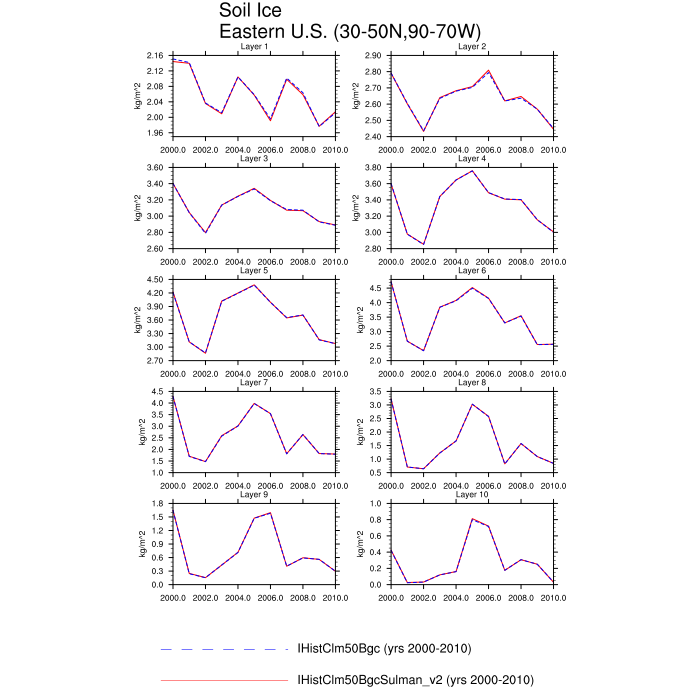 Soil Ice
Eastern U.S. (30-50N,90-70W)
Layer 1
Layer 2
2.16
2.12
2.08
2.04
2.00
1.96
kg/m^2
2000.0 2002.0 2004.0 2006.0 2008.0 2010.0
2.90
2.80
2.70
2.60
2.50
2.40
kg/m^2
2000.0 2002.0 2004.0 2006.0 2008.0 2010.0
Layer 3
Layer 4
3.60
3.40
3.20
3.00
2.80
2.60
kg/m^2
2000.0 2002.0 2004.0 2006.0 2008.0 2010.0
3.80
3.60
3.40
3.20
3.00
2.80
kg/m^2
2000.0 2002.0 2004.0 2006.0 2008.0 2010.0
Layer 5
Layer 6
4.50
4.20
3.90
3.60
3.30
3.00
2.70
kg/m^2
2000.0 2002.0 2004.0 2006.0 2008.0 2010.0
4.5
4.0
3.5
3.0
2.5
2.0
kg/m^2
2000.0 2002.0 2004.0 2006.0 2008.0 2010.0
Layer 7
Layer 8
4.5
4.0
3.5
3.0
2.5
2.0
1.5
1.0
kg/m^2
2000.0 2002.0 2004.0 2006.0 2008.0 2010.0
3.5
3.0
2.5
2.0
1.5
1.0
0.5
kg/m^2
2000.0 2002.0 2004.0 2006.0 2008.0 2010.0
Layer 9
Layer 10
1.8
1.5
1.2
0.9
0.6
0.3
0.0
kg/m^2
2000.0 2002.0 2004.0 2006.0 2008.0 2010.0
1.0
0.8
0.6
0.4
0.2
0.0
kg/m^2
2000.0 2002.0 2004.0 2006.0 2008.0 2010.0
IHistClm50Bgc (yrs 2000-2010)
IHistClm50BgcSulman_v2 (yrs 2000-2010)